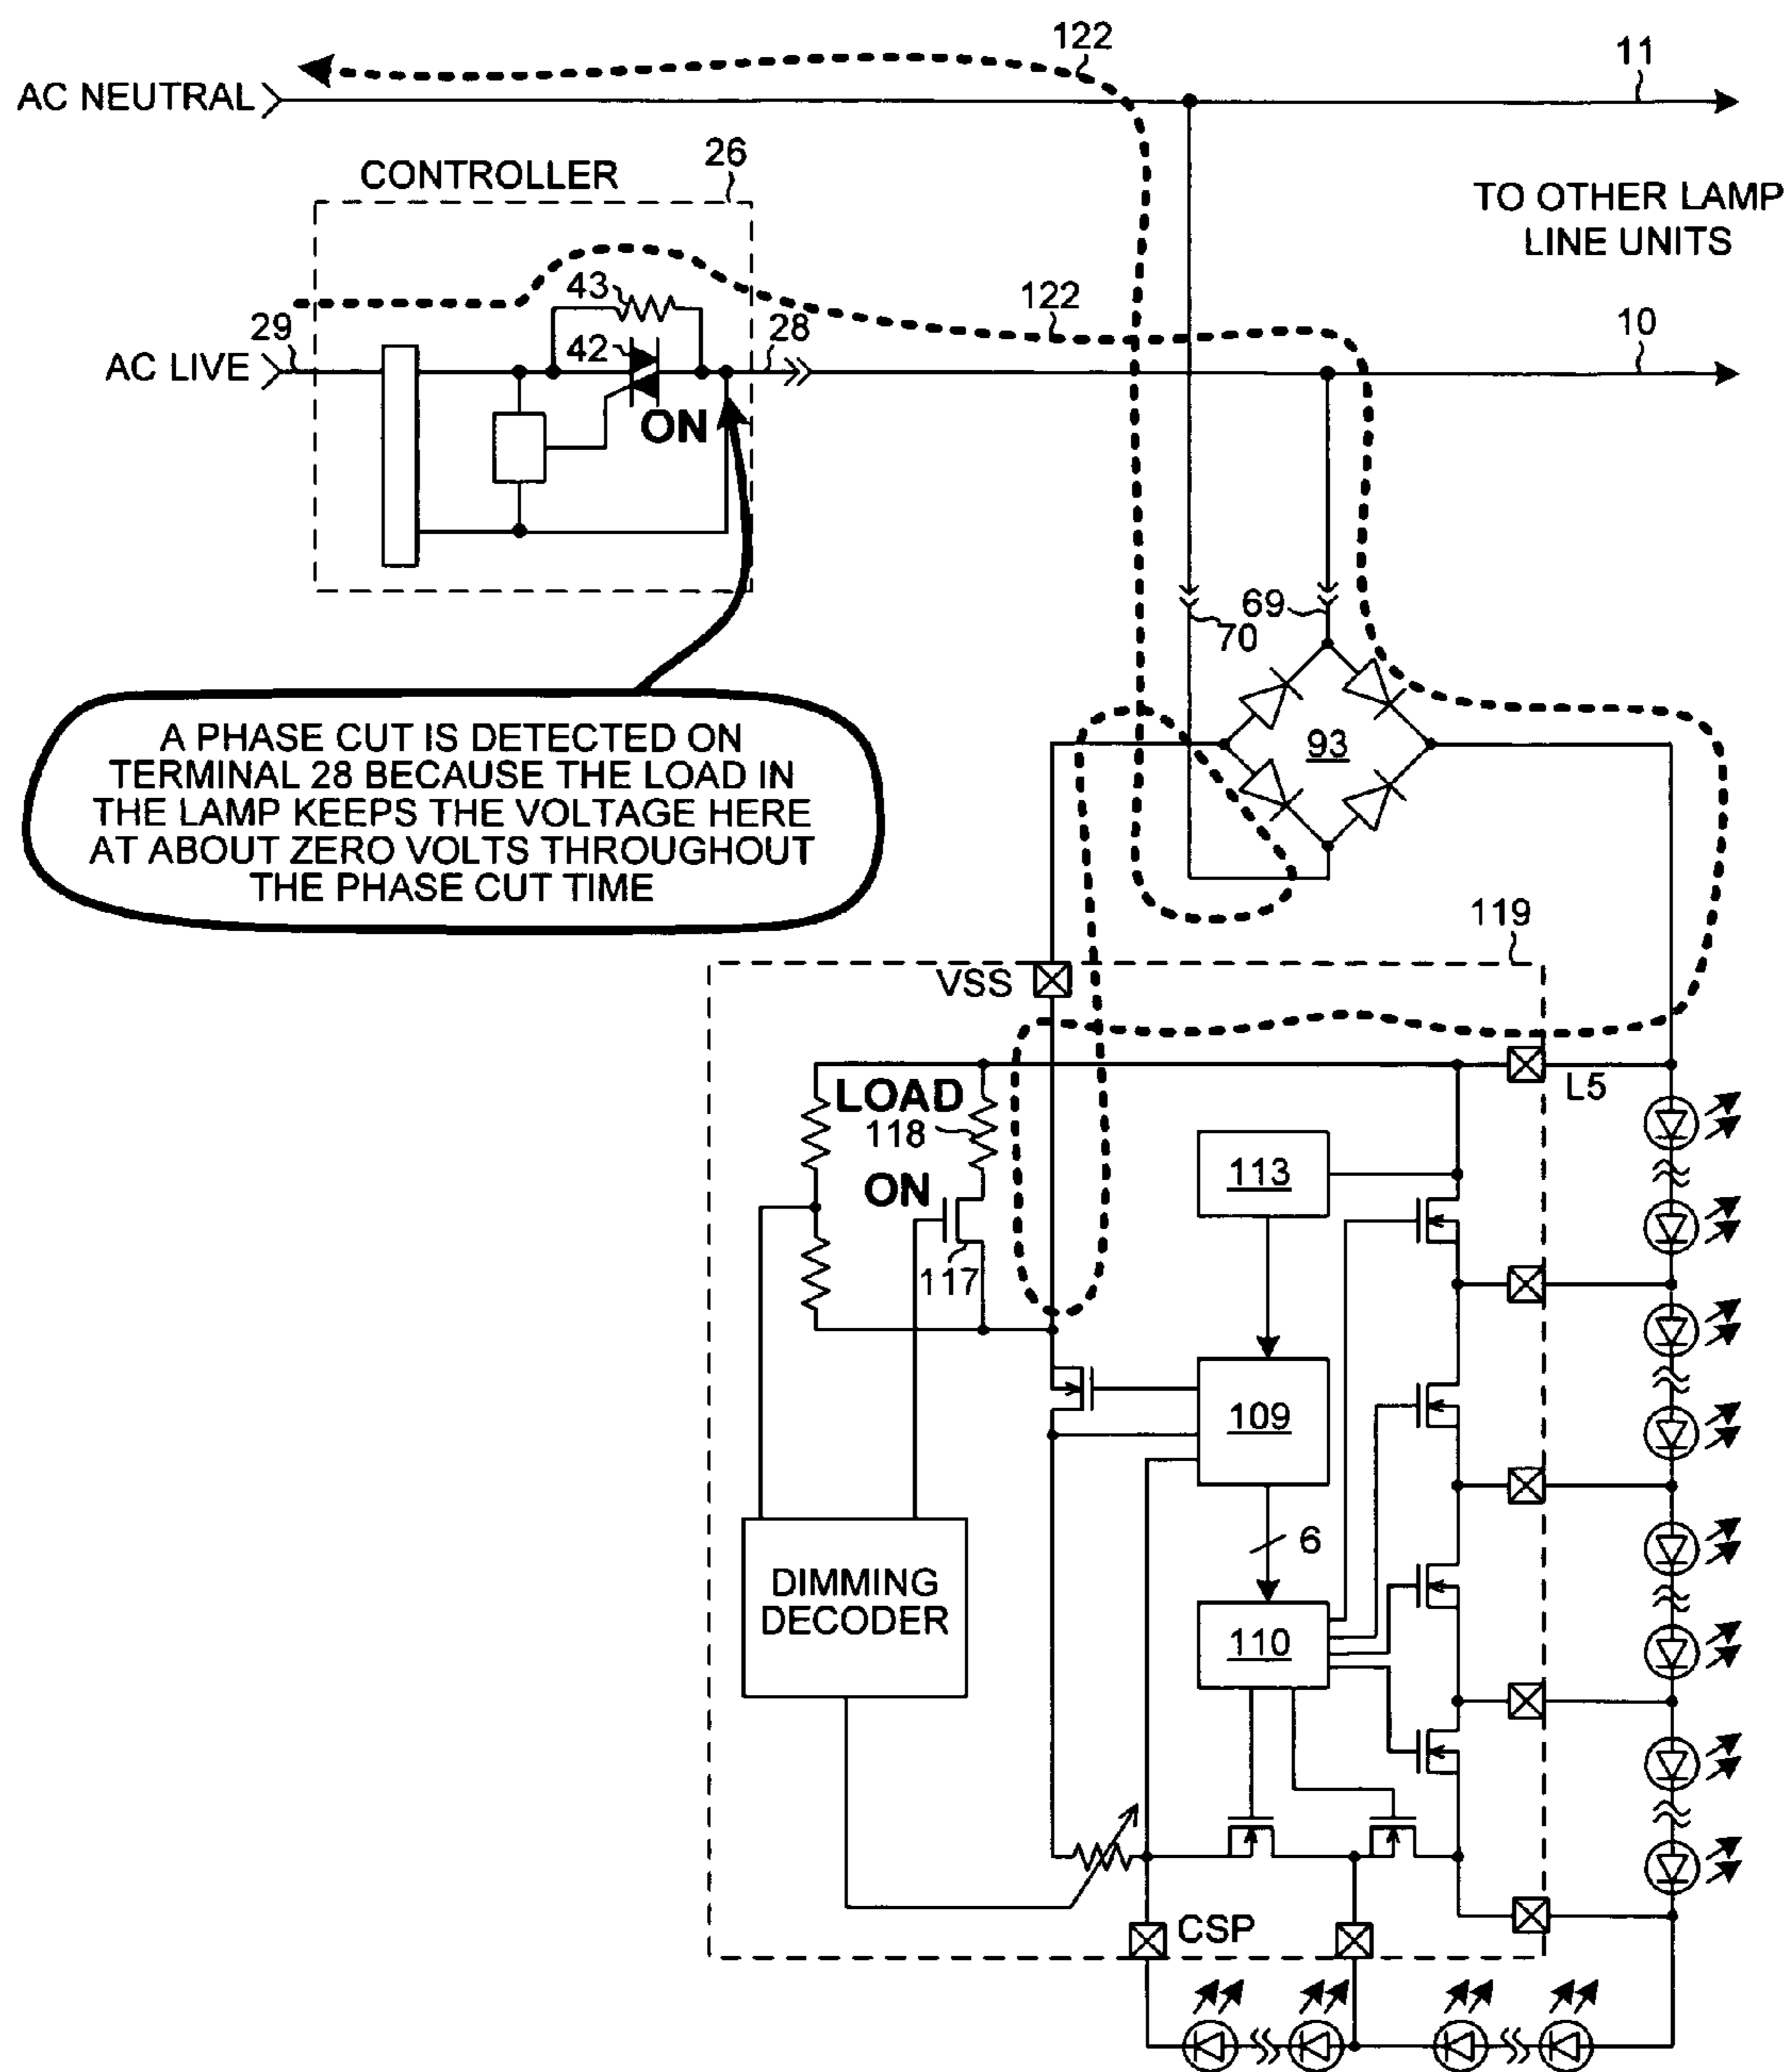 122
11
AC NEUTRAL
CONTROLLER
26
TO OTHER LAMP
LINE UNITS
43
122
10
29
42
28
AC LIVE
ON
69
70
A PHASE CUT IS DETECTED ON
TERMINAL 28 BECAUSE THE LOAD IN
THE LAMP KEEPS THE VOLTAGE HERE
AT ABOUT ZERO VOLTS THROUGHOUT
THE PHASE CUT TIME
93
119
VSS
LOAD
118
L5
ON
113
117
109
6
DIMMING
DECODER
110
CSP